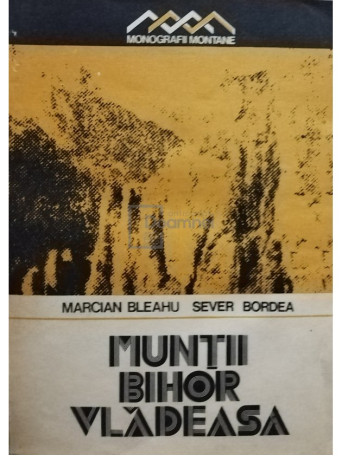 MONOGRAFII MONTANE
MARCIAN BLEAHU SEVER BORDEA
MUNȚII
BIHOR
VLĂDEASA